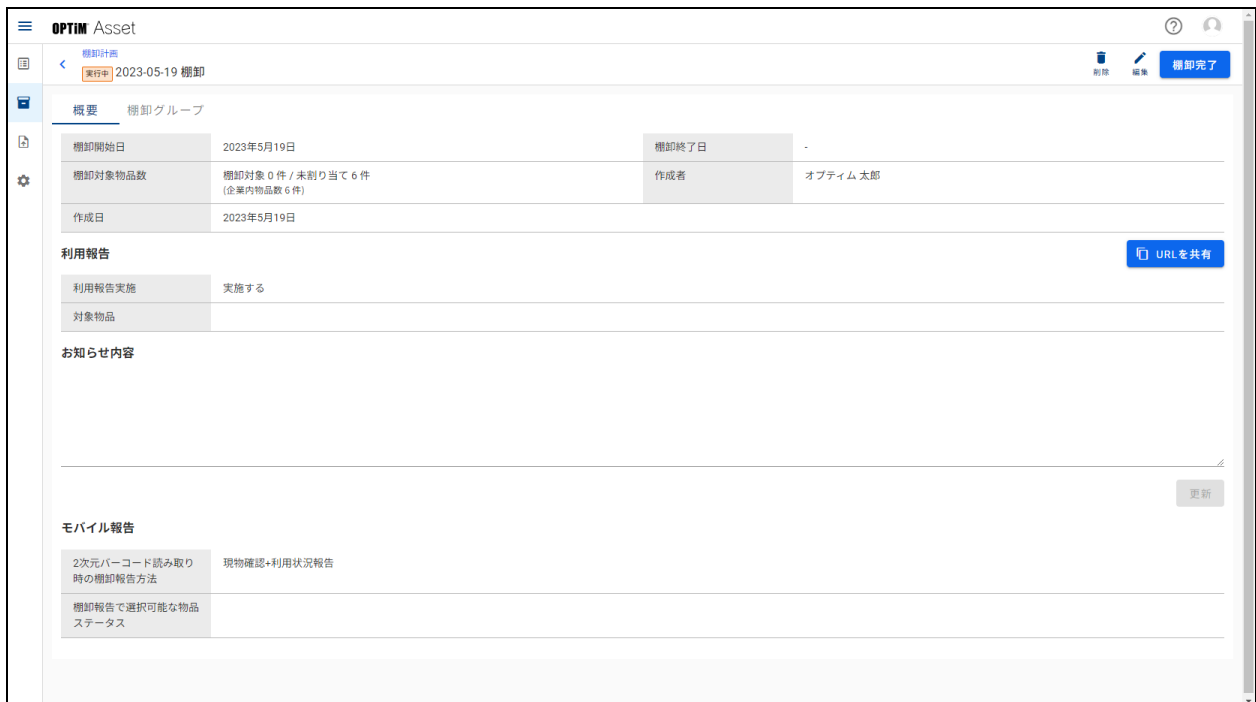 OPTiM Asset
棚卸計画
実行中 2023-05-19 棚卸
削除
編集
棚卸完了
概要 棚卸グループ
棚卸開始日 2023年5月19日 棚卸終了日 -
棚卸対象物品数 棚卸対象 0 件 / 未割り当て 6 件 作成者 オプティム 太郎
(企業内物品数 6 件)
作成日 2023年5月19日
利用報告
URLを共有
利用報告実施 実施する
対象物品
お知らせ内容
更新
モバイル報告
2次元バーコード読み取り 現物確認+利用状況報告
時の棚卸報告方法
棚卸報告で選択可能な物品
ステータス